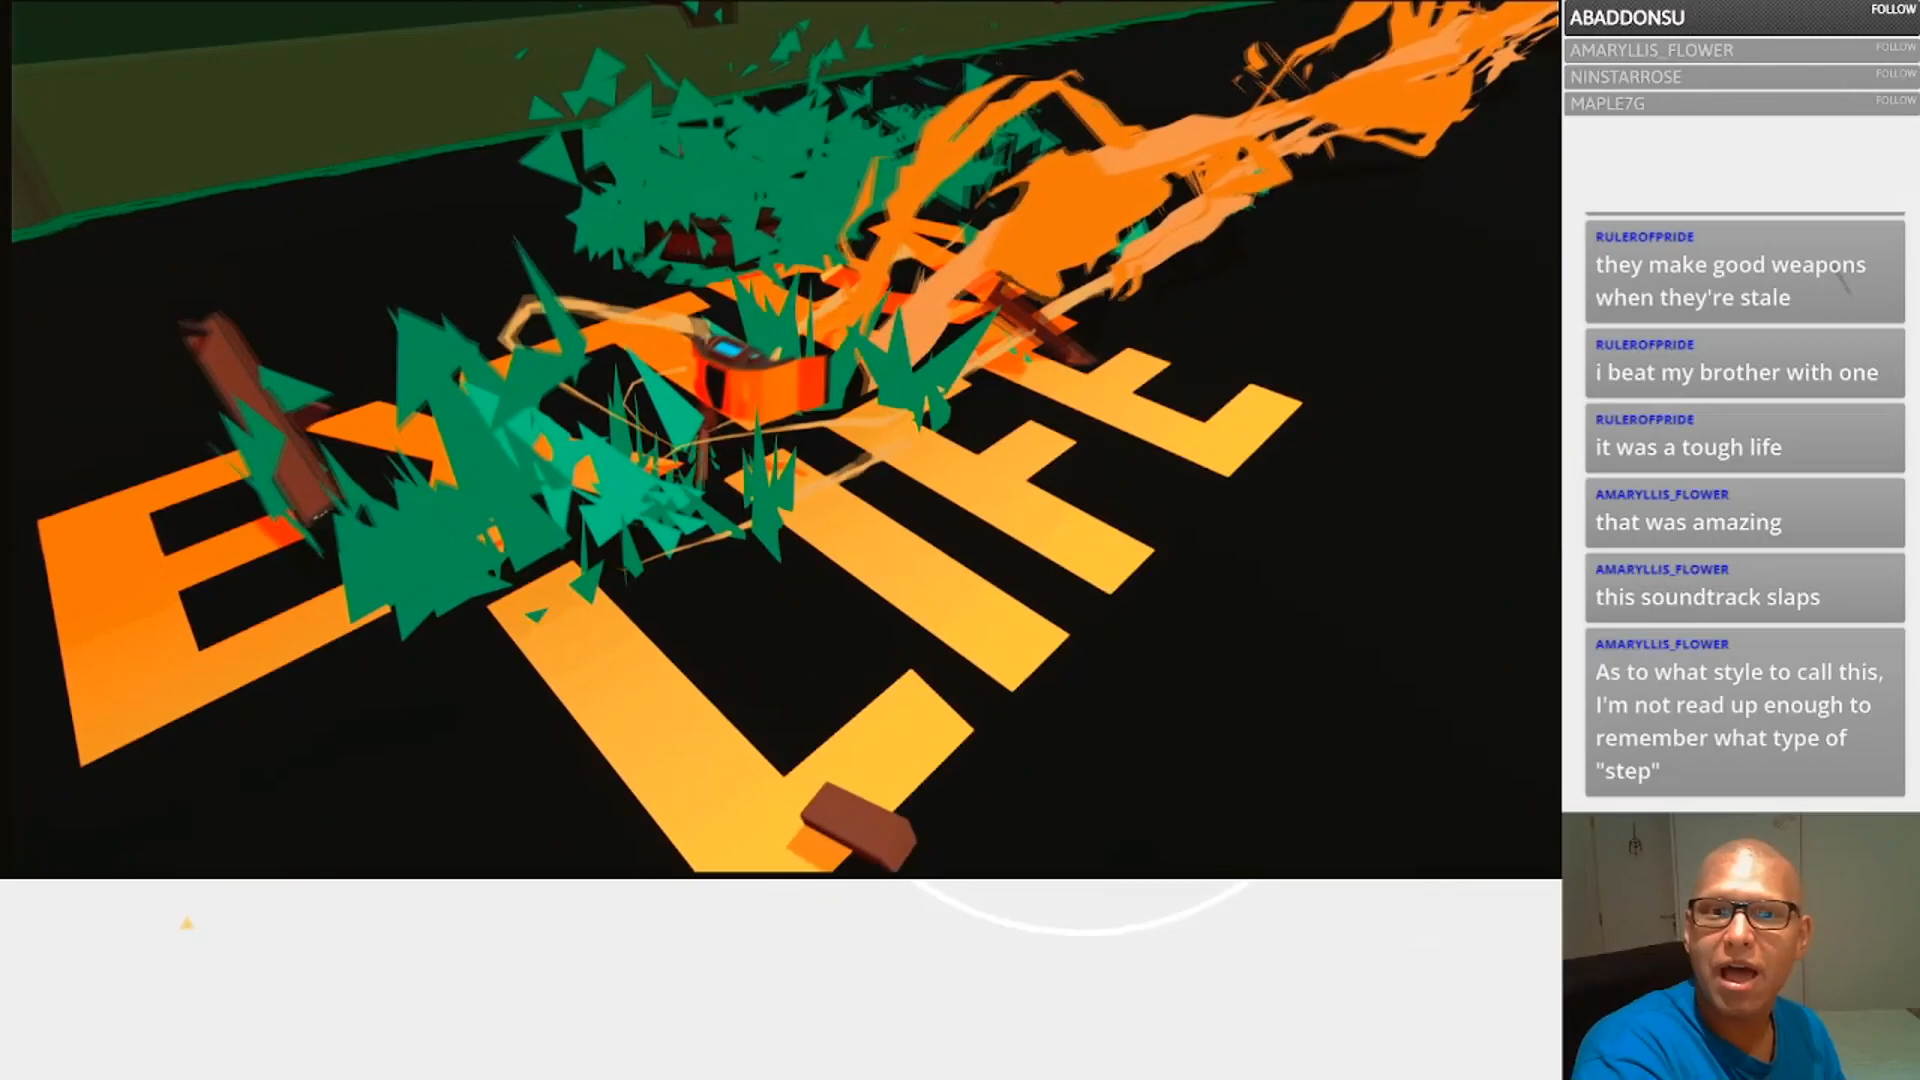 EXO
LIFE
ABADDONSU
FOLLOW
AMARYLLIS_FLOWER
FOLLOW
NINSTARROSE
FOLLOW
MAPLE7G
FOLLOW
RULEROFPRIDE
they make good weapons
when they're stale
RULEROFPRIDE
i beat my brother with one
RULEROFPRIDE
it was a tough life
AMARYLLIS_FLOWER
that was amazing
AMARYLLIS_FLOWER
this soundtrack slaps
AMARYLLIS_FLOWER
As to what style to call this,
I'm not read up enough to
remember what type of
"step"